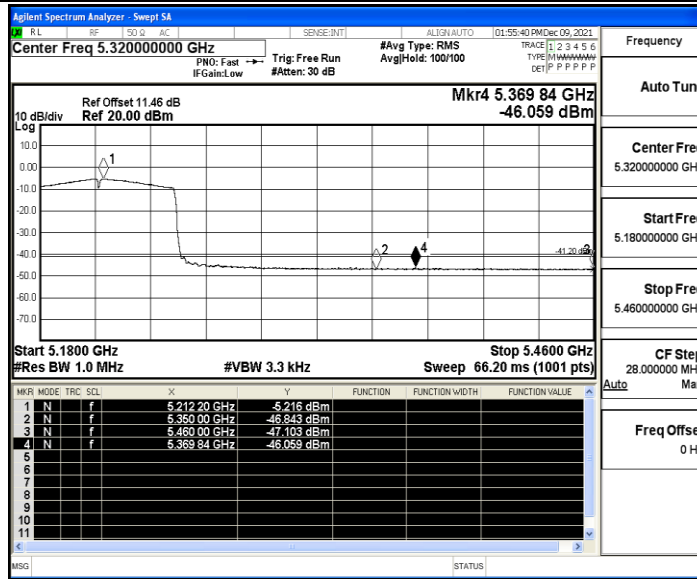 Agilent Spectrum Analyzer - Swept SA
RL RF 50 Ω AC SENSE:INT ALIGNAUTO 01:55:40 PM Dec 09, 2021
Center Freq 5.320000000 GHz
PNO: Fast
IFGain:Low
Trig: Free Run
#Atten: 30 dB
#Avg Type: RMS
Avg|Hold: 100/100
TRACE 1 2 3 4 5 6
TYPE MWWWWW
DET P P P P P P
Ref Offset 11.46 dB
10 dB/div Ref 20.00 dBm
Log
Mkr4 5.369 84 GHz
-46.059 dBm
10.0
0.00
-10.0
-20.0
-30.0
-40.0
-50.0
-60.0
-70.0
1
2
4
3
-41.20 dBm
Start 5.1800 GHz Stop 5.4600 GHz
#Res BW 1.0 MHz #VBW 3.3 kHz Sweep 66.20 ms (1001 pts)
MKR MODE TRC SCL X Y FUNCTION FUNCTION WIDTH FUNCTION VALUE
1 N f 5.212 20 GHz -5.216 dBm
2 N f 5.350 00 GHz -46.843 dBm
3 N f 5.460 00 GHz -47.103 dBm
4 N f 5.369 84 GHz -46.059 dBm
5
6
7
8
9
10
11
MSG STATUS
Frequency
Auto Tun
Center Fre
5.320000000 GH
Start Fre
5.180000000 GH
Stop Fre
5.460000000 GH
CF Step
28.000000 MH
Auto Ma
Freq Offse
0 H